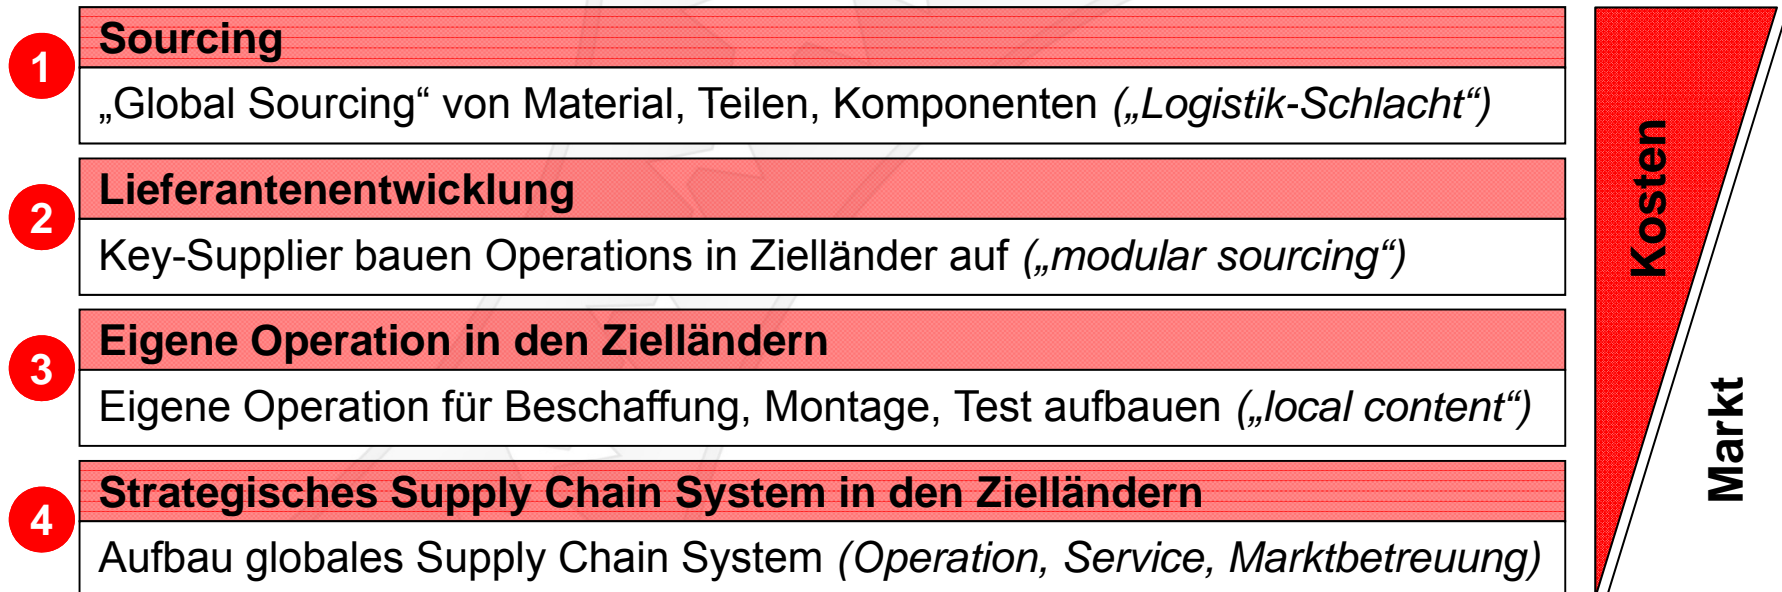 1
Sourcing
„Global Sourcing“ von Material, Teilen, Komponenten („Logistik-Schlacht“)
2
Lieferantenentwicklung
Key-Supplier bauen Operations in Zielländer auf („modular sourcing“)
3
Eigene Operation in den Zielländern
Eigene Operation für Beschaffung, Montage, Test aufbauen („local content“)
4
Strategisches Supply Chain System in den Zielländern
Aufbau globales Supply Chain System (Operation, Service, Marktbetreuung)
Kosten
Markt